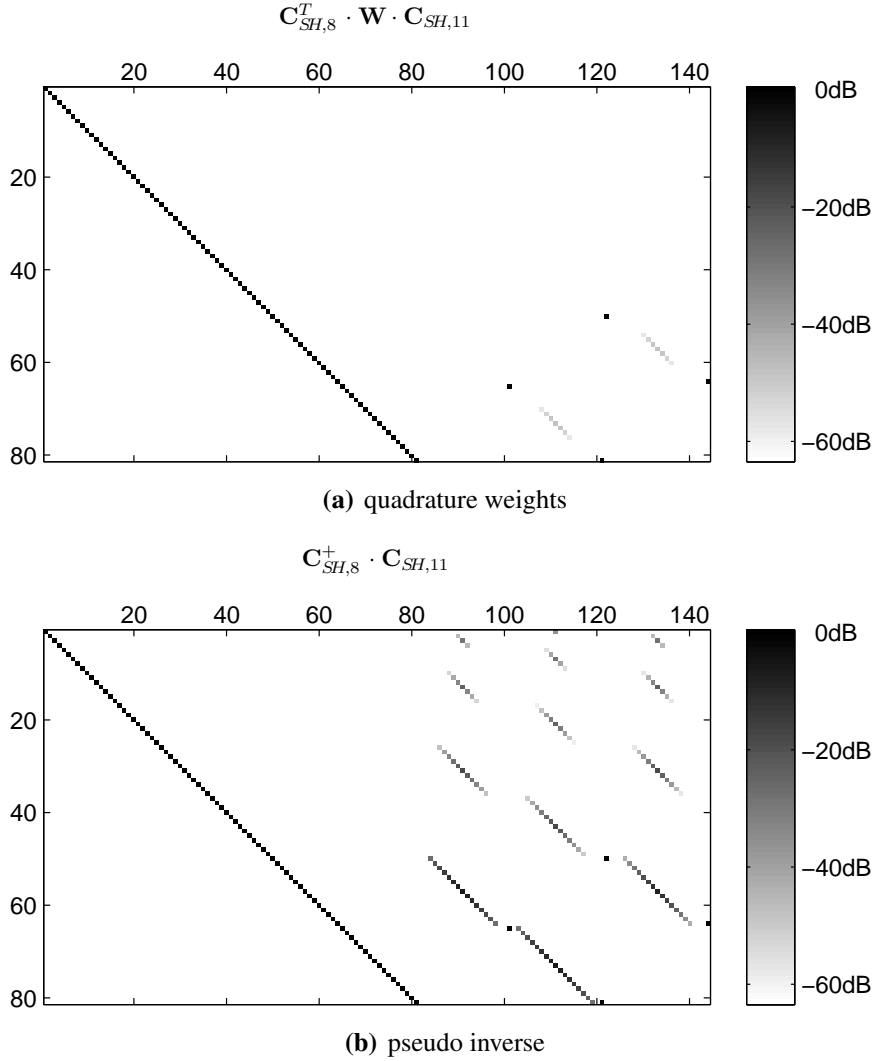 C^T_{SH,8} · W · C_{SH,11}
20 40 60 80 100 120 140
20
40
60
80
0dB
−20dB
−40dB
−60dB
(a) quadrature weights
C^+_{SH,8} · C_{SH,11}
20 40 60 80 100 120 140
20
40
60
80
0dB
−20dB
−40dB
−60dB
(b) pseudo inverse